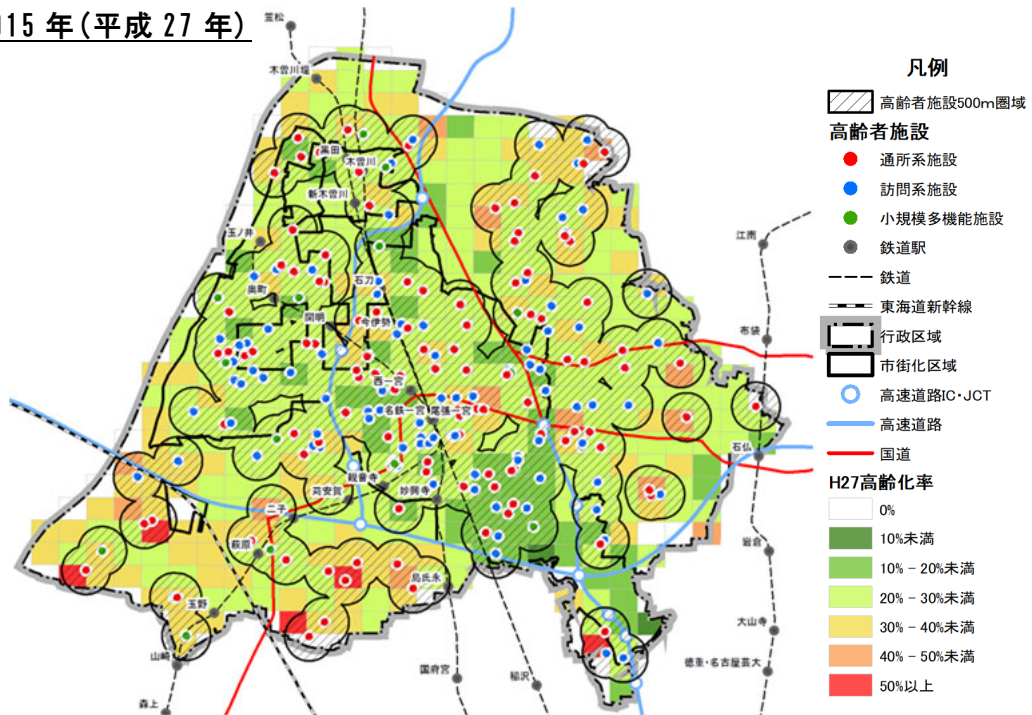 015 年(平成 27 年)
笠松
木曽川堤
黒田
木曽川
新木曽川
玉ノ井
江南
石刀
奥町
開明
今伊勢
布袋
西一宮
名鉄一宮
尾張一宮
石仏
観音寺
苅安賀
妙興寺
二子
岩倉
萩原
島氏永
玉野
大山寺
山崎
国府宮
稲沢
徳重・名古屋芸大
森上
凡例
高齢者施設500m圏域
高齢者施設
通所系施設
訪問系施設
小規模多機能施設
鉄道駅
鉄道
東海道新幹線
行政区域
市街化区域
高速道路IC・JCT
高速道路
国道
H27高齢化率
0%
10%未満
10% - 20%未満
20% - 30%未満
30% - 40%未満
40% - 50%未満
50%以上